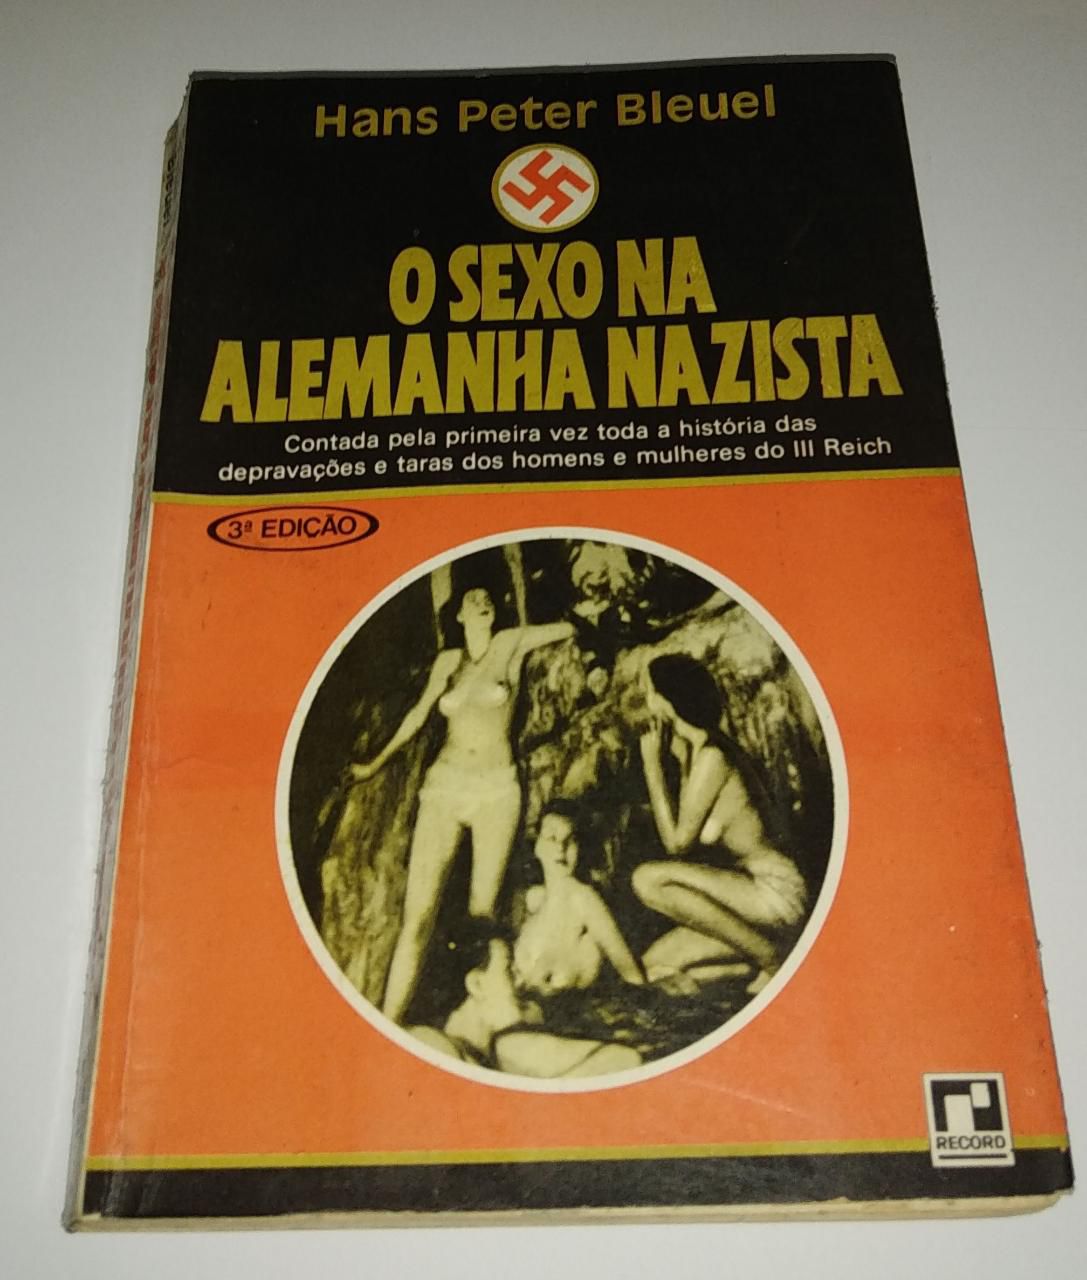 Hans Peter Bleuel
O SEXO NA
ALEMANHA NAZISTA
Contada pela primeira vez toda a história das
depravações e taras dos homens e mulheres do III Reich
3ª EDIÇÃO
RECORD